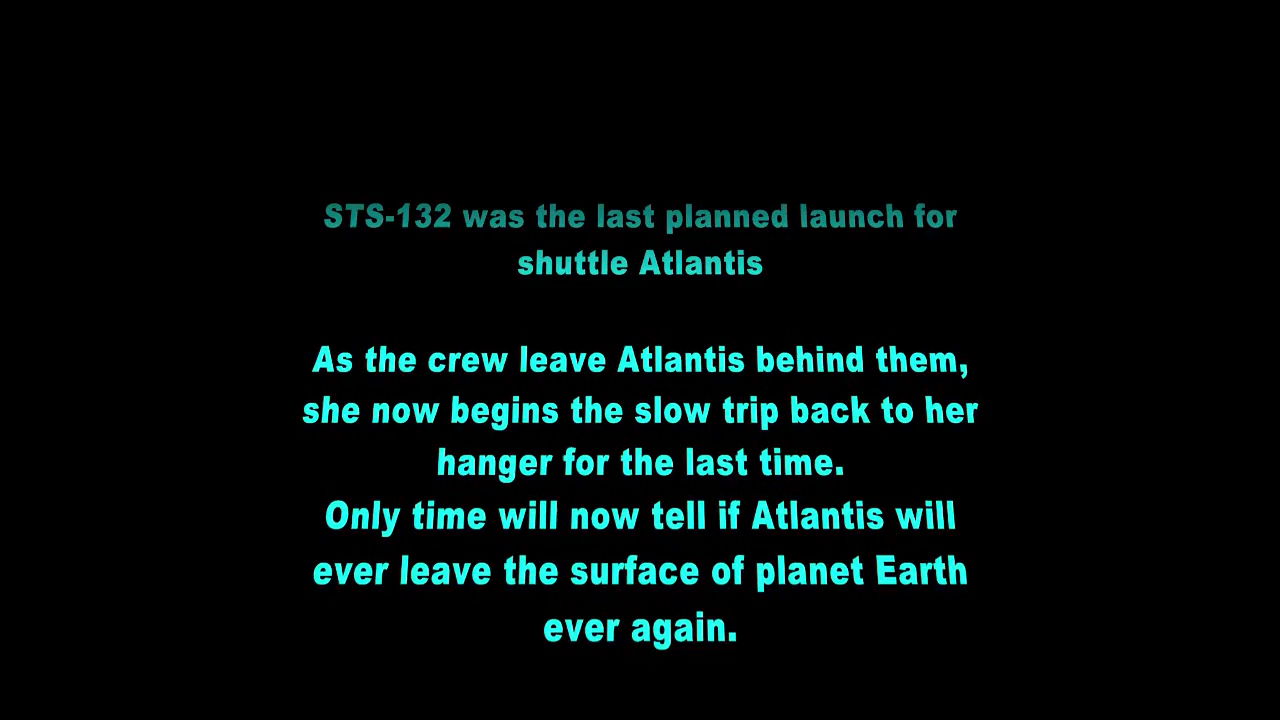 STS-132 was the last planned launch for
shuttle Atlantis
As the crew leave Atlantis behind them,
she now begins the slow trip back to her
hanger for the last time.
Only time will now tell if Atlantis will
ever leave the surface of planet Earth
ever again.